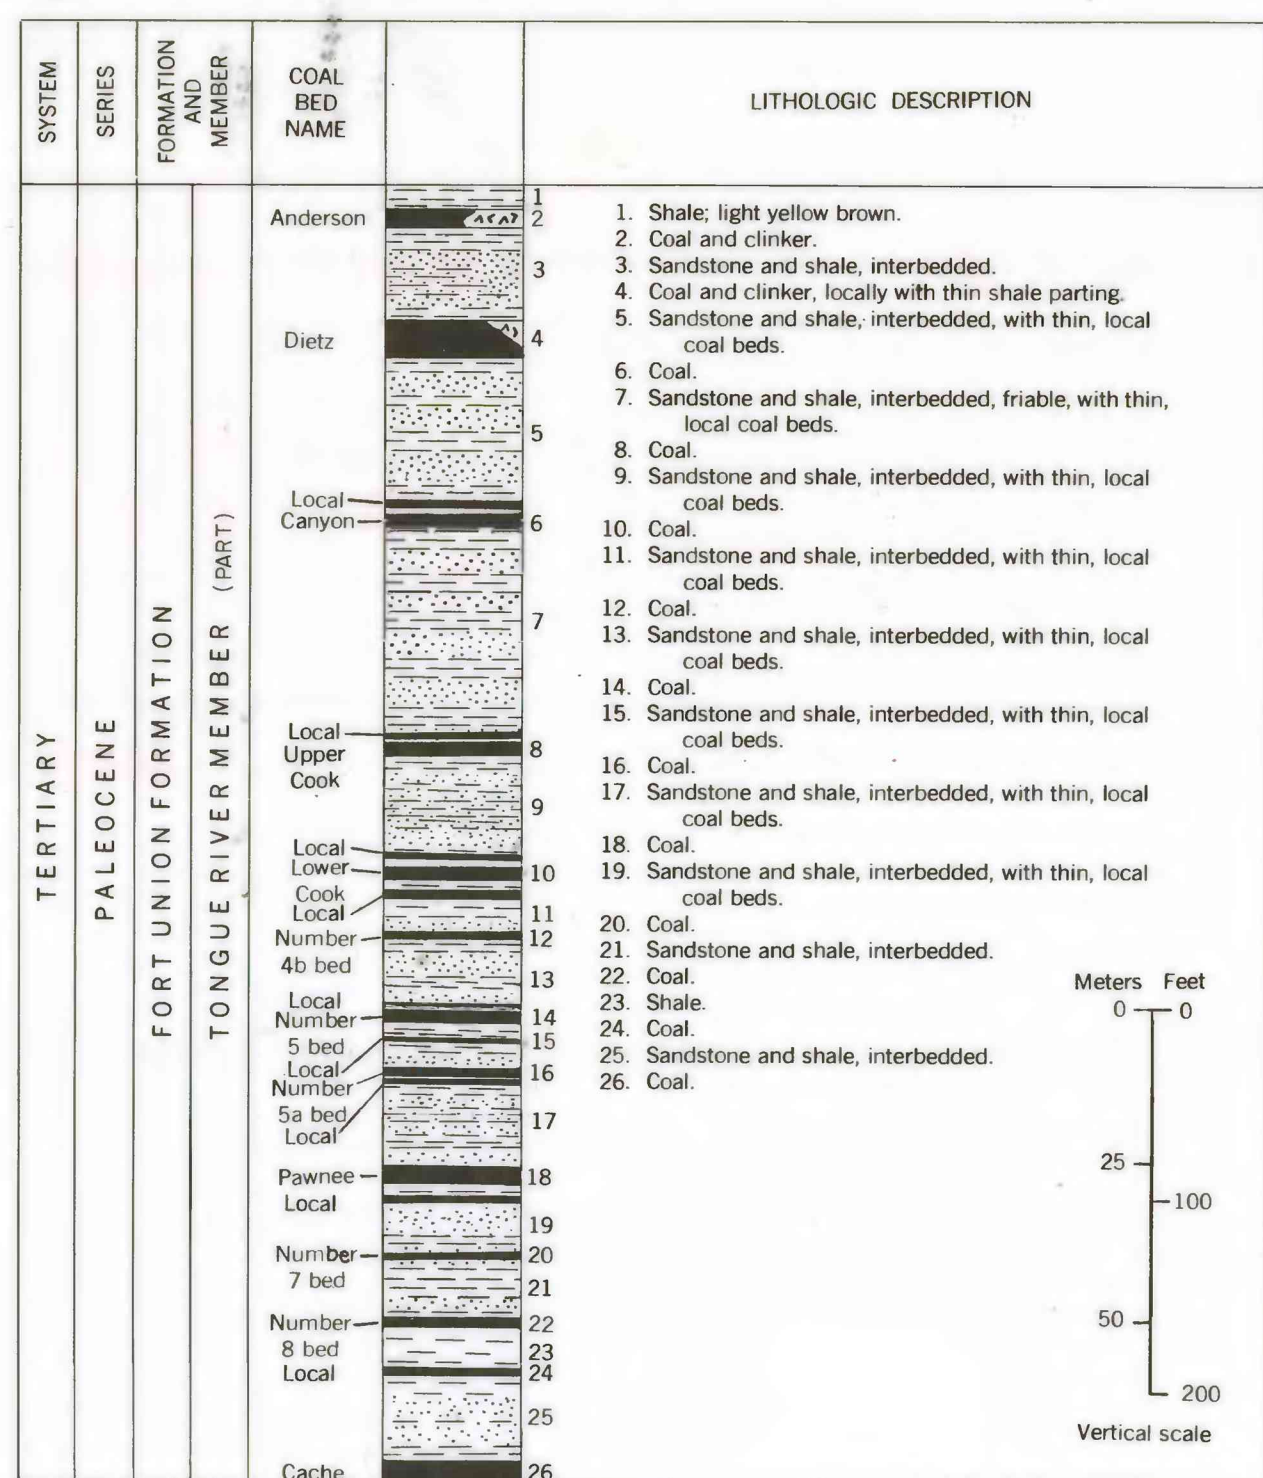 SYSTEM
SERIES
FORMATION
AND
MEMBER
COAL
BED
NAME
LITHOLOGIC DESCRIPTION
TERTIARY
PALEOCENE
FORT UNION FORMATION
TONGUE RIVER MEMBER (PART)
Anderson
Dietz
Local
Canyon
Local
Upper
Cook
Local
Lower
Cook
Local
Number
4b bed
Local
Number
5 bed
Local
Number
5a bed
Local
Pawnee
Local
Number
7 bed
Number
8 bed
Local
Cache
1
2
3
4
5
6
7
8
9
10
11
12
13
14
15
16
17
18
19
20
21
22
23
24
25
26
1. Shale; light yellow brown.
2. Coal and clinker.
3. Sandstone and shale, interbedded.
4. Coal and clinker, locally with thin shale parting.
5. Sandstone and shale, interbedded, with thin, local
coal beds.
6. Coal.
7. Sandstone and shale, interbedded, friable, with thin,
local coal beds.
8. Coal.
9. Sandstone and shale, interbedded, with thin, local
coal beds.
10. Coal.
11. Sandstone and shale, interbedded, with thin, local
coal beds.
12. Coal.
13. Sandstone and shale, interbedded, with thin, local
coal beds.
14. Coal.
15. Sandstone and shale, interbedded, with thin, local
coal beds.
16. Coal.
17. Sandstone and shale, interbedded, with thin, local
coal beds.
18. Coal.
19. Sandstone and shale, interbedded, with thin, local
coal beds.
20. Coal.
21. Sandstone and shale, interbedded.
22. Coal.
23. Shale.
24. Coal.
25. Sandstone and shale, interbedded.
26. Coal.
Meters Feet
0 0
25
100
50
200
Vertical scale